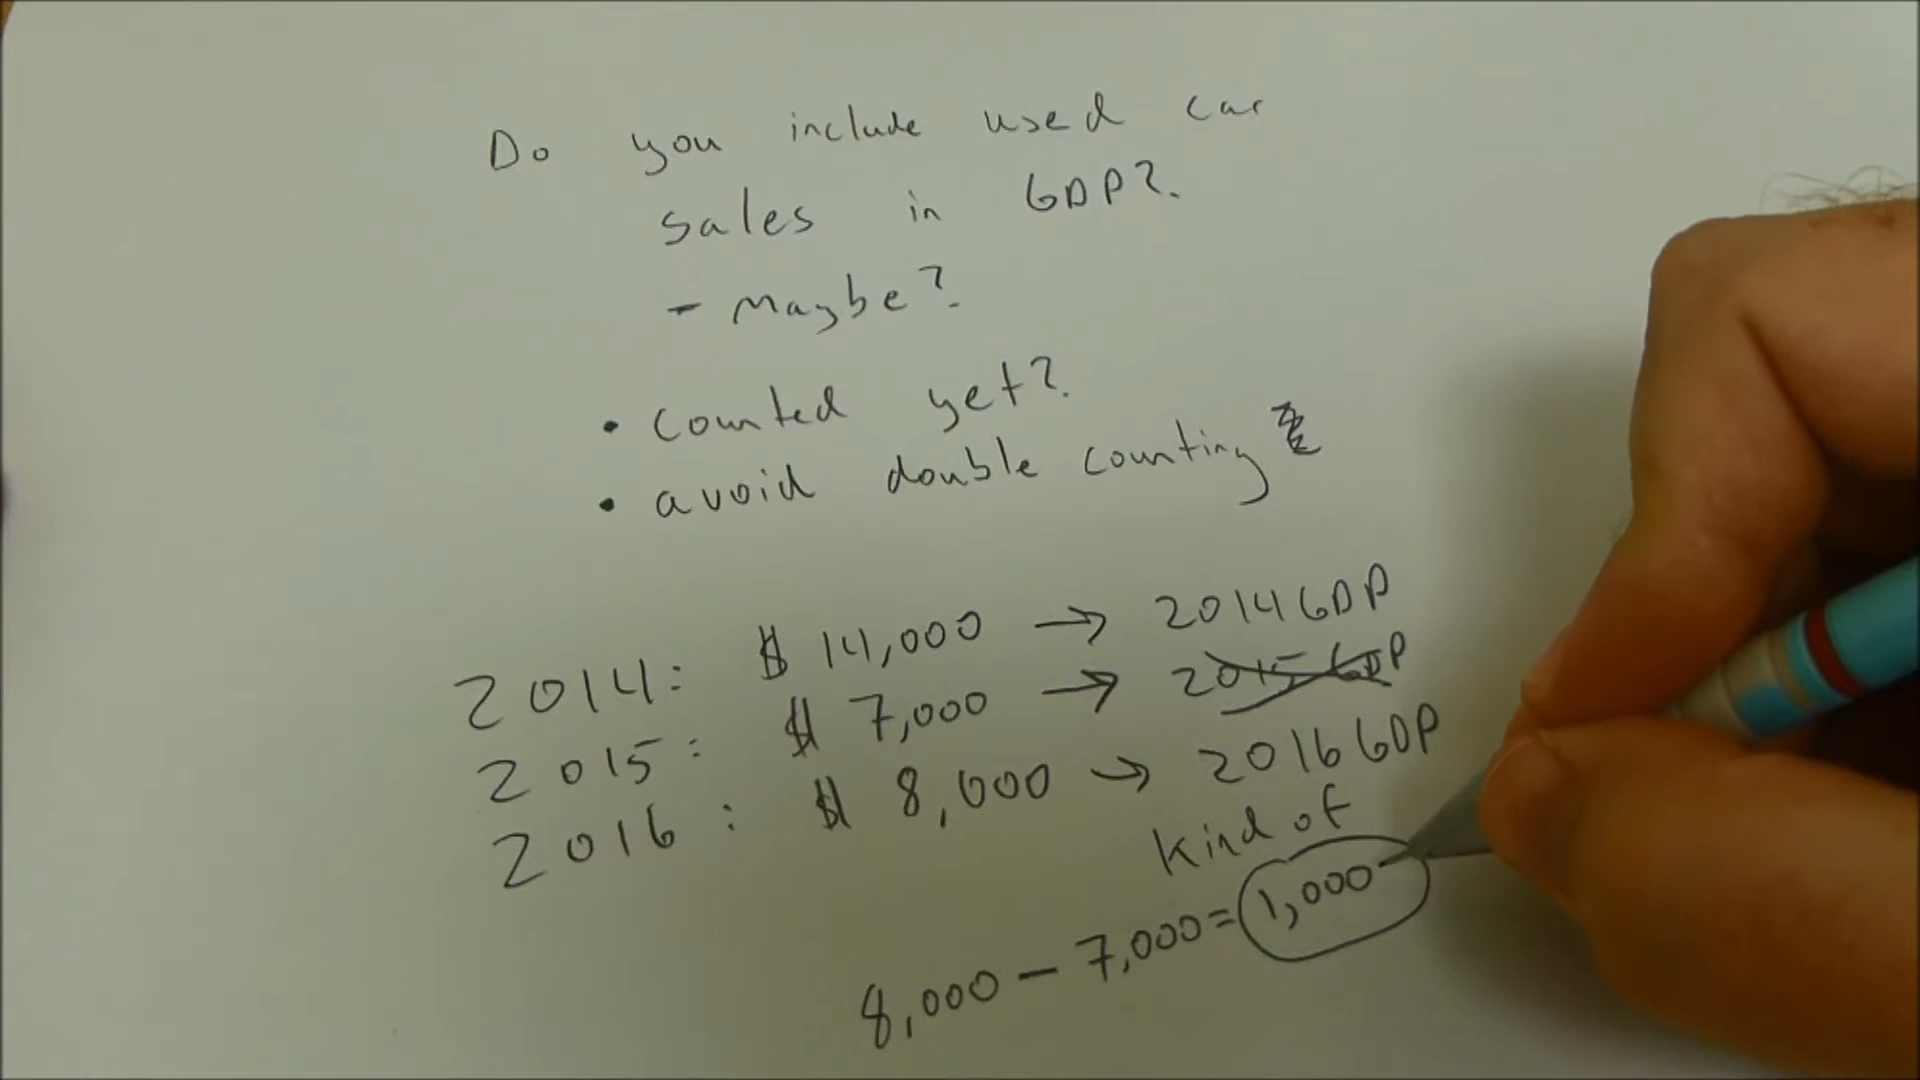 Do you include used car
sales in GDP?
- Maybe?
• counted yet?
• avoid double counting
2014: $ 14,000 → 2014 GDP
2015: $ 7,000 → 2015 GDP
2016: $ 8,000 → 2016 GDP
kind of
8,000 - 7,000 = 1,000